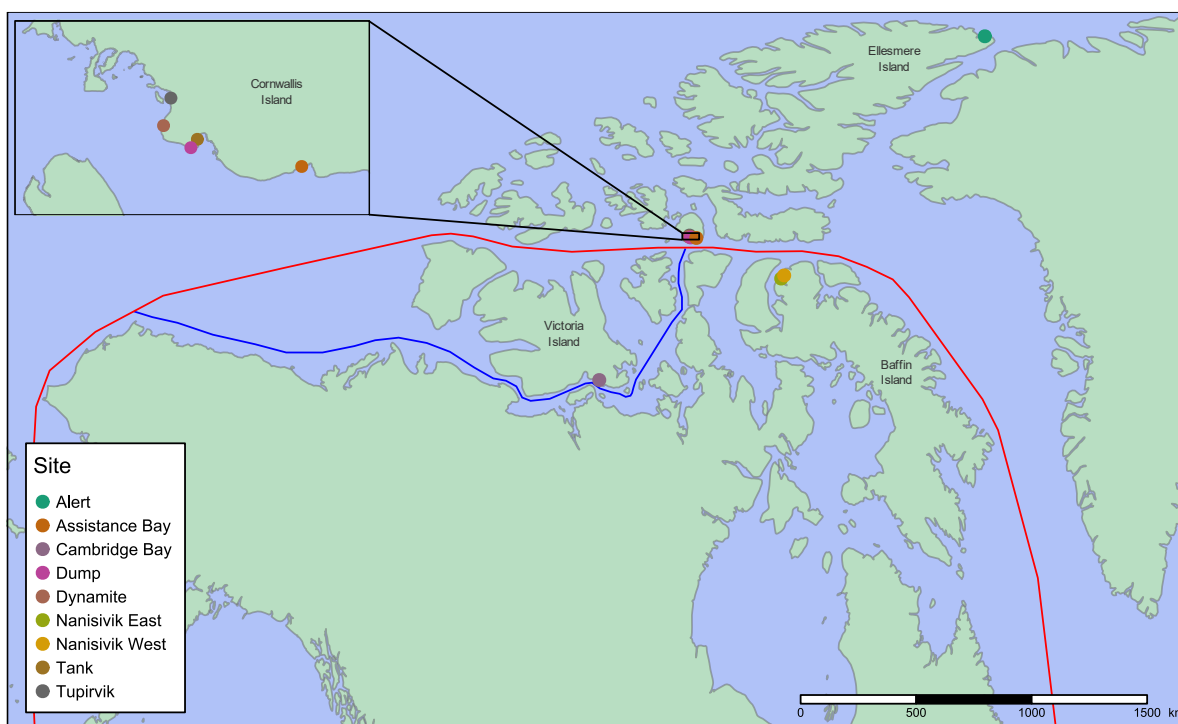 Ellesmere
Island
Cornwallis
Island
Victoria
Island
Baffin
Island
Site
Alert
Assistance Bay
Cambridge Bay
Dump
Dynamite
Nanisivik East
Nanisivik West
Tank
Tupirvik
0 500 1000 1500 km